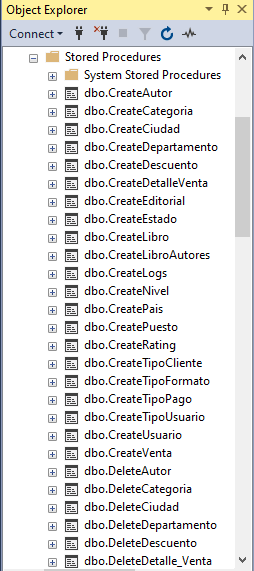 Object Explorer
Connect
Stored Procedures
System Stored Procedures
dbo.CreateAutor
dbo.CreateCategoria
dbo.CreateCiudad
dbo.CreateDepartamento
dbo.CreateDescuento
dbo.CreateDetalleVenta
dbo.CreateEditorial
dbo.CreateEstado
dbo.CreateLibro
dbo.CreateLibroAutores
dbo.CreateLogs
dbo.CreateNivel
dbo.CreatePais
dbo.CreatePuesto
dbo.CreateRating
dbo.CreateTipoCliente
dbo.CreateTipoFormato
dbo.CreateTipoPago
dbo.CreateTipoUsuario
dbo.CreateUsuario
dbo.CreateVenta
dbo.DeleteAutor
dbo.DeleteCategoria
dbo.DeleteCiudad
dbo.DeleteDepartamento
dbo.DeleteDescuento
dbo.DeleteDetalle_Venta